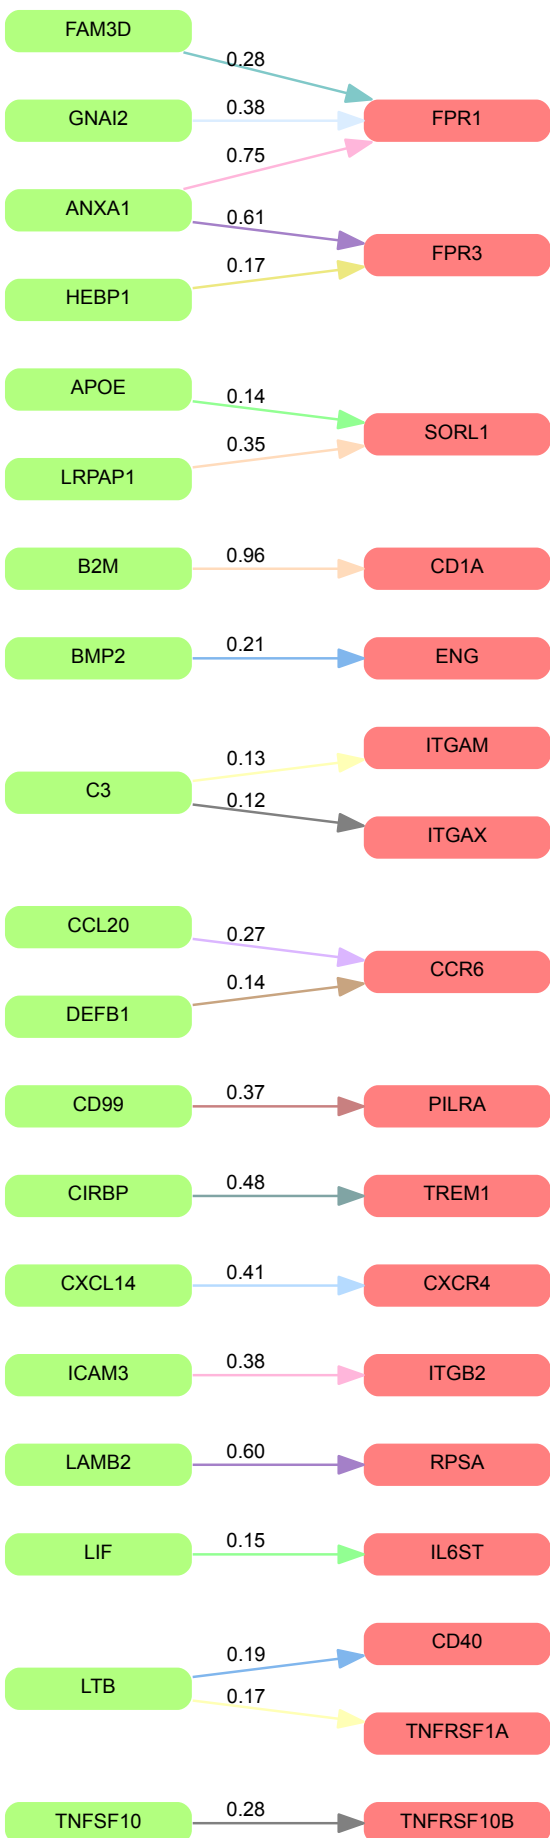 FAM3D
0.28
GNAI2
0.38
FPR1
0.75
ANXA1
0.61
FPR3
0.17
HEBP1
APOE
0.14
SORL1
0.35
LRPAP1
B2M
0.96
CD1A
BMP2
0.21
ENG
ITGAM
0.13
C3
0.12
ITGAX
CCL20
0.27
CCR6
0.14
DEFB1
CD99
0.37
PILRA
CIRBP
0.48
TREM1
CXCL14
0.41
CXCR4
ICAM3
0.38
ITGB2
LAMB2
0.60
RPSA
LIF
0.15
IL6ST
CD40
0.19
LTB
0.17
TNFRSF1A
TNFSF10
0.28
TNFRSF10B